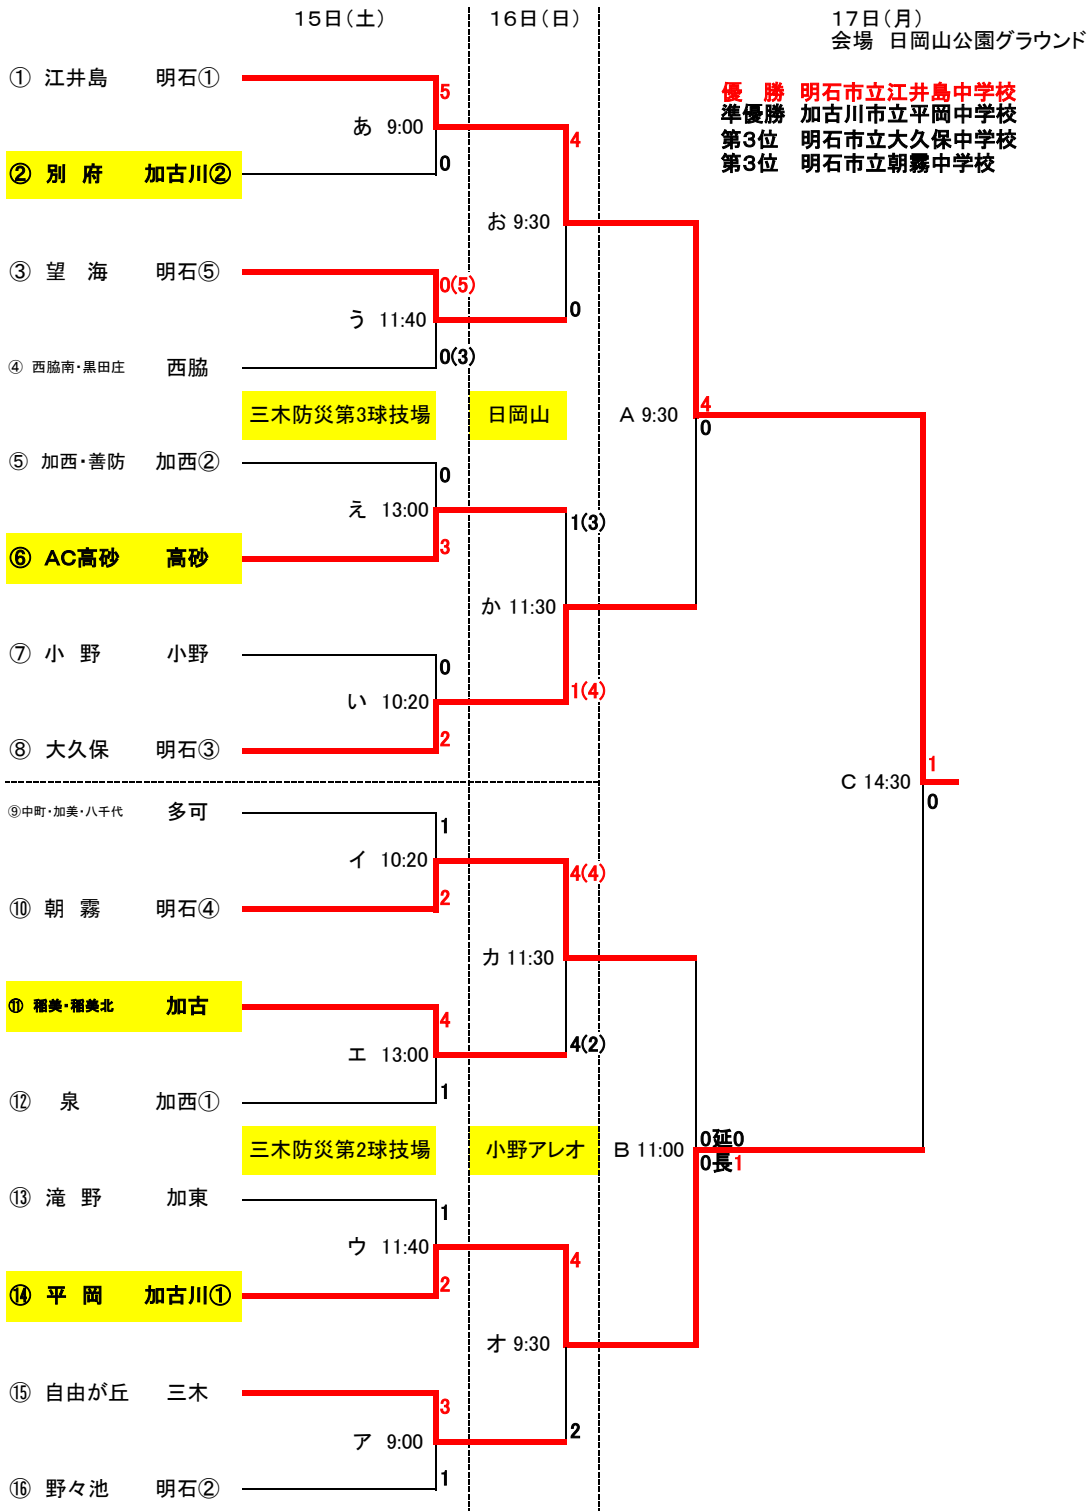 15日(土)
16日(日)
17日(月)
会場 日岡山公園グラウンド
優 勝 明石市立江井島中学校
準優勝 加古川市立平岡中学校
第3位 明石市立大久保中学校
第3位 明石市立朝霧中学校
① 江井島 明石①
5
あ 9:00
4
0
② 別 府 加古川②
お 9:30
③ 望 海 明石⑤
0(5)
0
う 11:40
0(3)
④ 西脇南・黒田庄 西脇
三木防災第3球技場
日岡山
A 9:30
4
0
⑤ 加西・善防 加西②
0
え 13:00
1(3)
3
⑥ AC高砂 高砂
か 11:30
⑦ 小 野 小野
0
1(4)
い 10:20
2
⑧ 大久保 明石③
1
C 14:30
0
⑨中町・加美・八千代 多可
1
イ 10:20
4(4)
2
⑩ 朝 霧 明石④
カ 11:30
⑪ 稲美・稲美北 加古
4
4(2)
エ 13:00
1
⑫ 泉 加西①
三木防災第2球技場
小野アレオ
B 11:00
0延0
0長1
⑬ 滝 野 加東
1
ウ 11:40
4
2
⑭ 平 岡 加古川①
オ 9:30
⑮ 自由が丘 三木
3
2
ア 9:00
1
⑯ 野々池 明石②